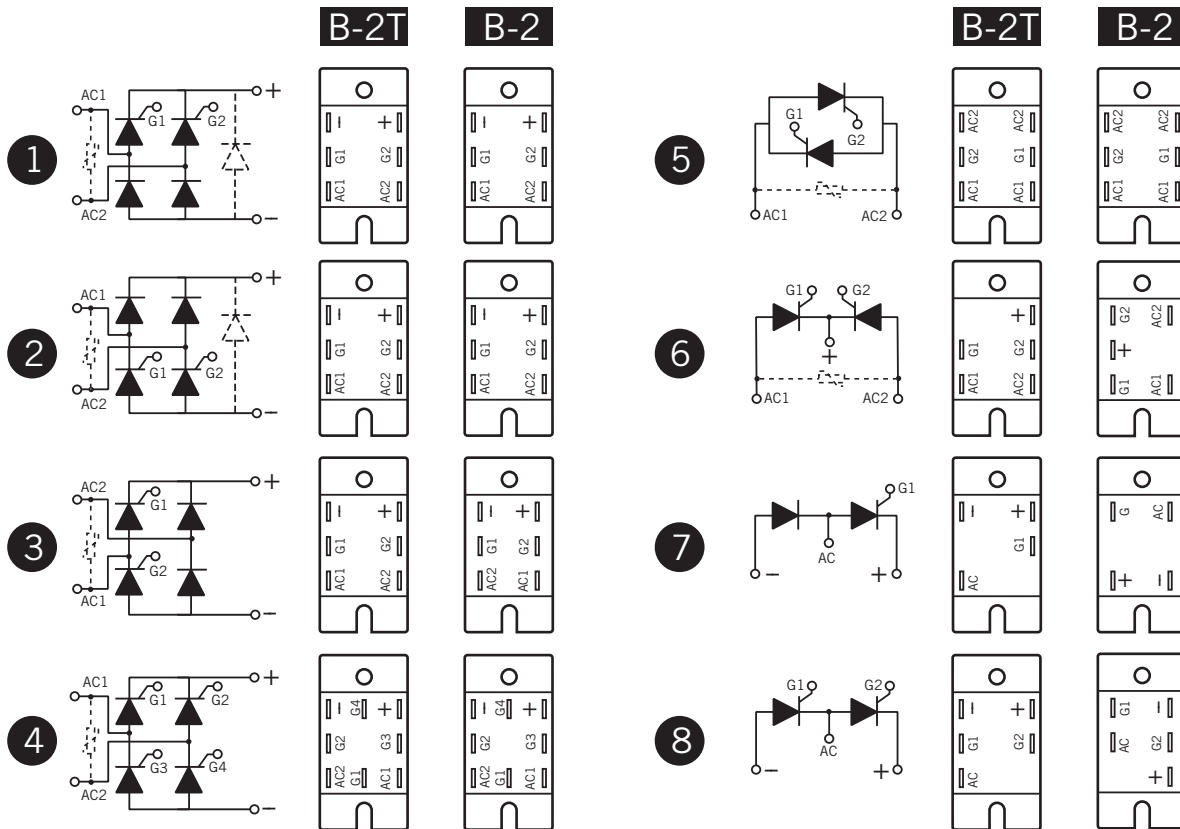 B-2T B-2
B-2T B-2
1
AC1
G1 G2
+
AC2
−
− +
G1 G2
AC1 AC2
− +
G1 G2
AC1 AC2
2
AC1
+
G1 G2
AC2
−
− +
G1 G2
AC1 AC2
− +
G1 G2
AC1 AC2
3
AC2
G1
+
G2
AC1
−
− +
G1 G2
AC1 AC2
− +
G1 G2
AC2 AC1
4
AC1
G1 G2
+
G3 G4
AC2
−
− G4 +
G2 G3
AC2 G1 AC1
− G4 +
G2 G3
AC2 G1 AC1
5
G1
G2
AC1 AC2
AC2 AC2
G2 G1
AC1 AC1
AC2 AC2
G2 G1
AC1 AC1
6
G1 G2
+
AC1 AC2
+
G1 G2
AC1 AC2
G2 AC2
+
G1 AC1
7
G1
AC
− +
− +
G1
AC
G AC
+ −
8
G1 G2
AC
− +
− +
G1 G2
AC
G1 −
AC G2
+